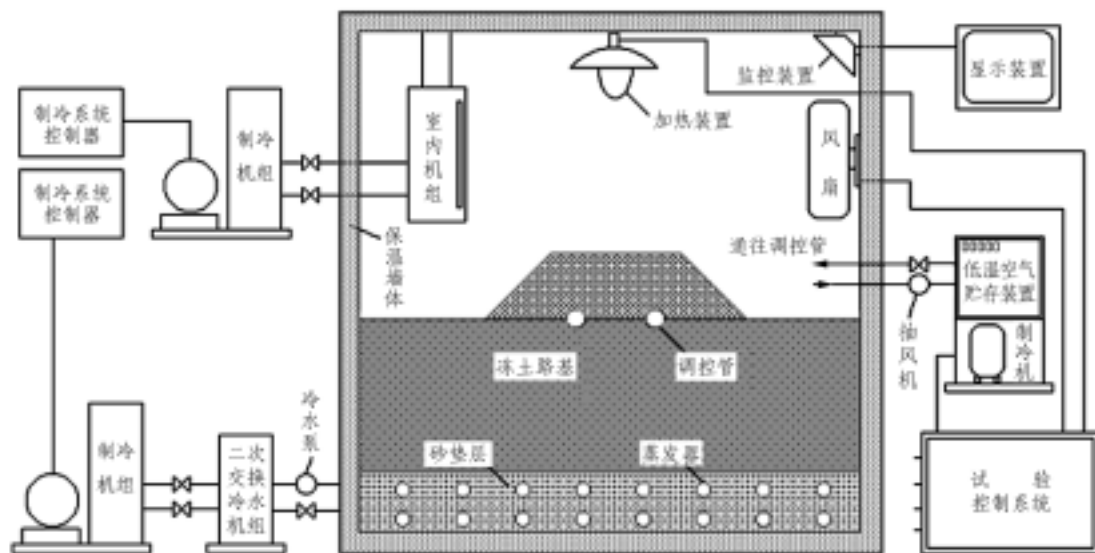 制冷系统
控制器
制冷系统
控制器
制冷
机组
室
内
机
组
加热装置
监控装置
显示装置
风
扇
保
温
墙
体
通往调控管
低温空气
贮存装置
抽
风
机
制
冷
机
冻土路基
调控管
冷
水
泵
制冷
机组
二次
交换
冷水
机组
砂垫层
蒸发器
试 验
控制系统